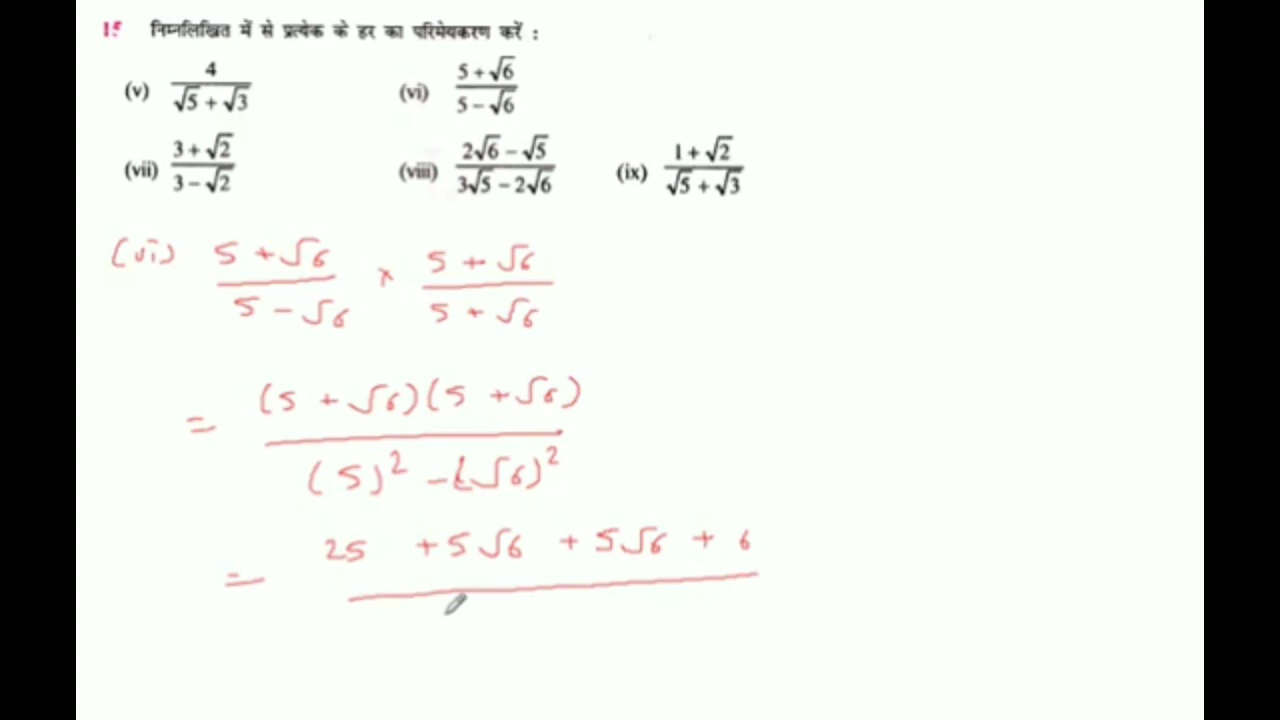 15 निम्नलिखित में से प्रत्येक के हर का परिमेयकरण करें :
(v) 4/(√5 + √3) (vi) (5 + √6)/(5 − √6)
(vii) (3 + √2)/(3 − √2) (viii) (2√6 − √5)/(3√5 − 2√6) (ix) (1 + √2)/(√5 + √3)
(vi) (5 + √6)/(5 − √6) × (5 + √6)/(5 + √6)
= (5 + √6)(5 + √6)
(5)² − (√6)²
= 25 + 5√6 + 5√6 + 6